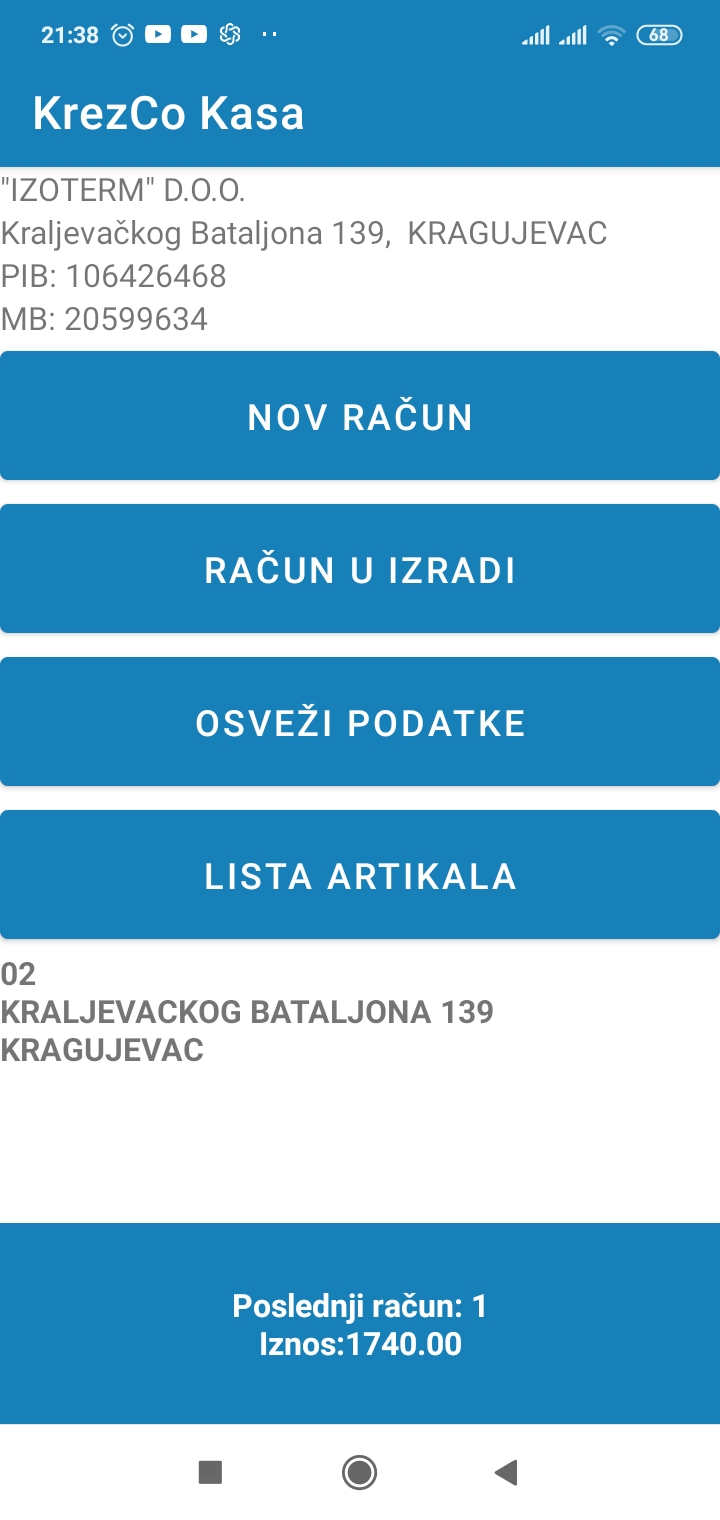 21:38
68
KrezCo Kasa
"IZOTERM" D.O.O.
Kraljevačkog Bataljona 139,  KRAGUJEVAC
PIB: 106426468
MB: 20599634
NOV RAČUN
RAČUN U IZRADI
OSVEŽI PODATKE
LISTA ARTIKALA
02
KRALJEVACKOG BATALJONA 139
KRAGUJEVAC
Poslednji račun: 1
Iznos:1740.00